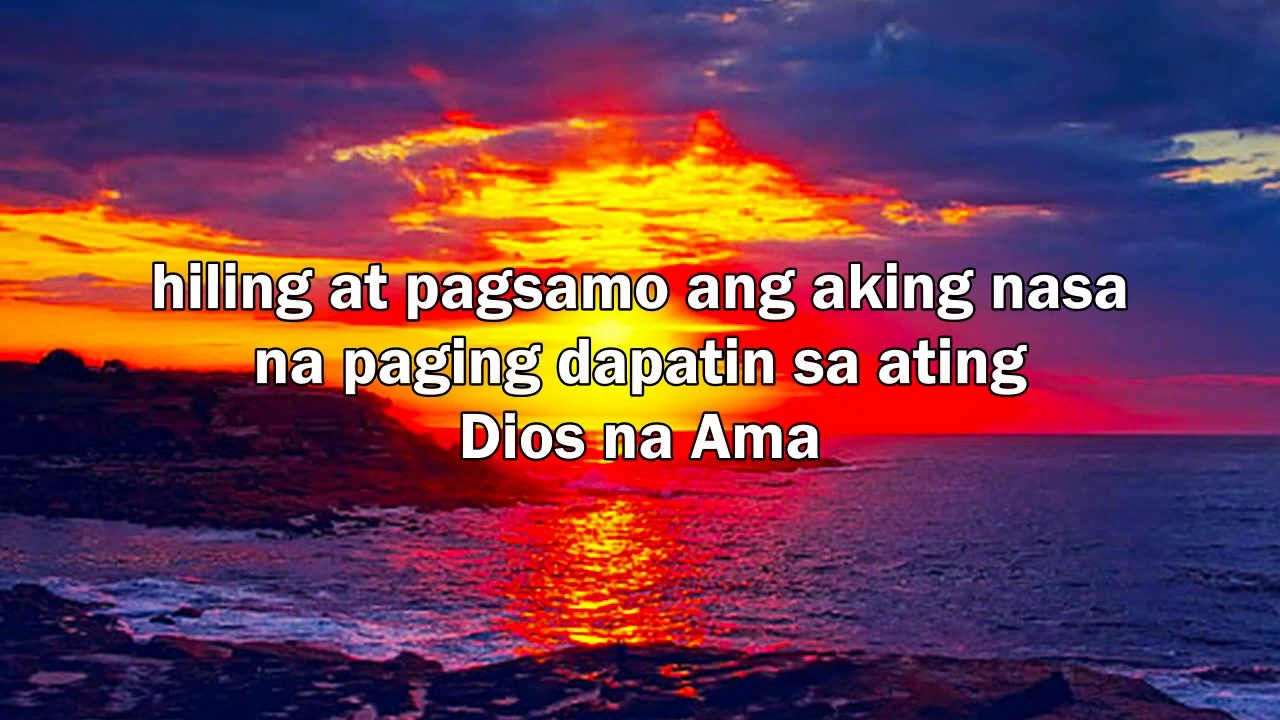 hiling at pagsamo ang aking nasa
na paging dapatin sa ating
Dios na Ama